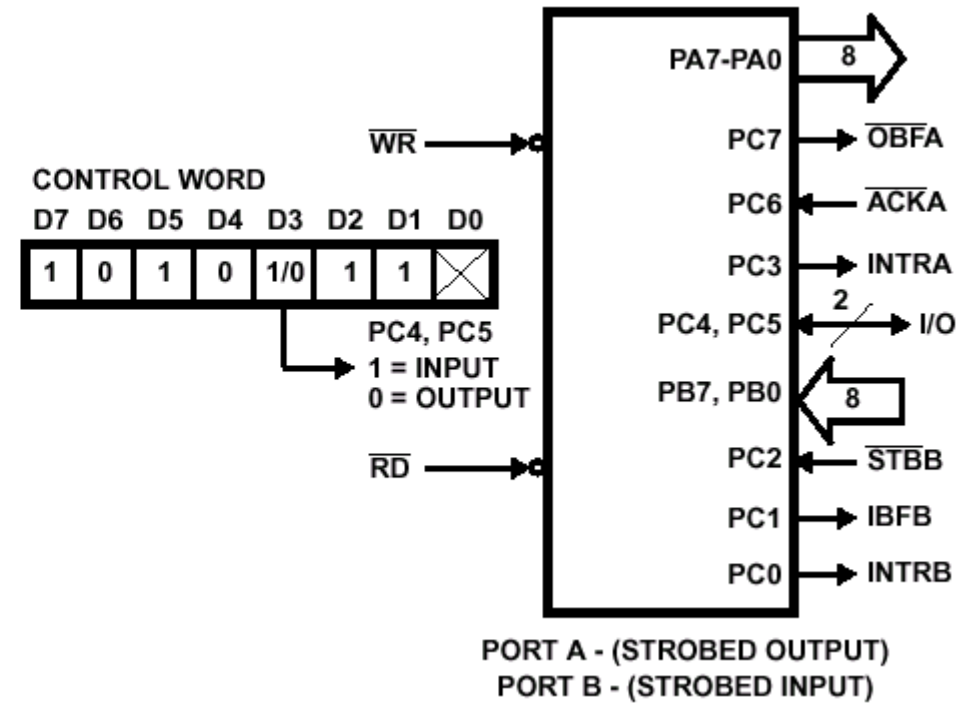 PA7-PA0 8
WR
PC7 OBFA
CONTROL WORD
PC6 ACKA
D7 D6 D5 D4 D3 D2 D1 D0
1 0 1 0 1/0 1 1
PC3 INTRA
2
PC4, PC5 I/O
PC4, PC5
1 = INPUT
0 = OUTPUT
PB7, PB0 8
RD
PC2 STBB
PC1 IBFB
PC0 INTRB
PORT A - (STROBED OUTPUT)
PORT B - (STROBED INPUT)